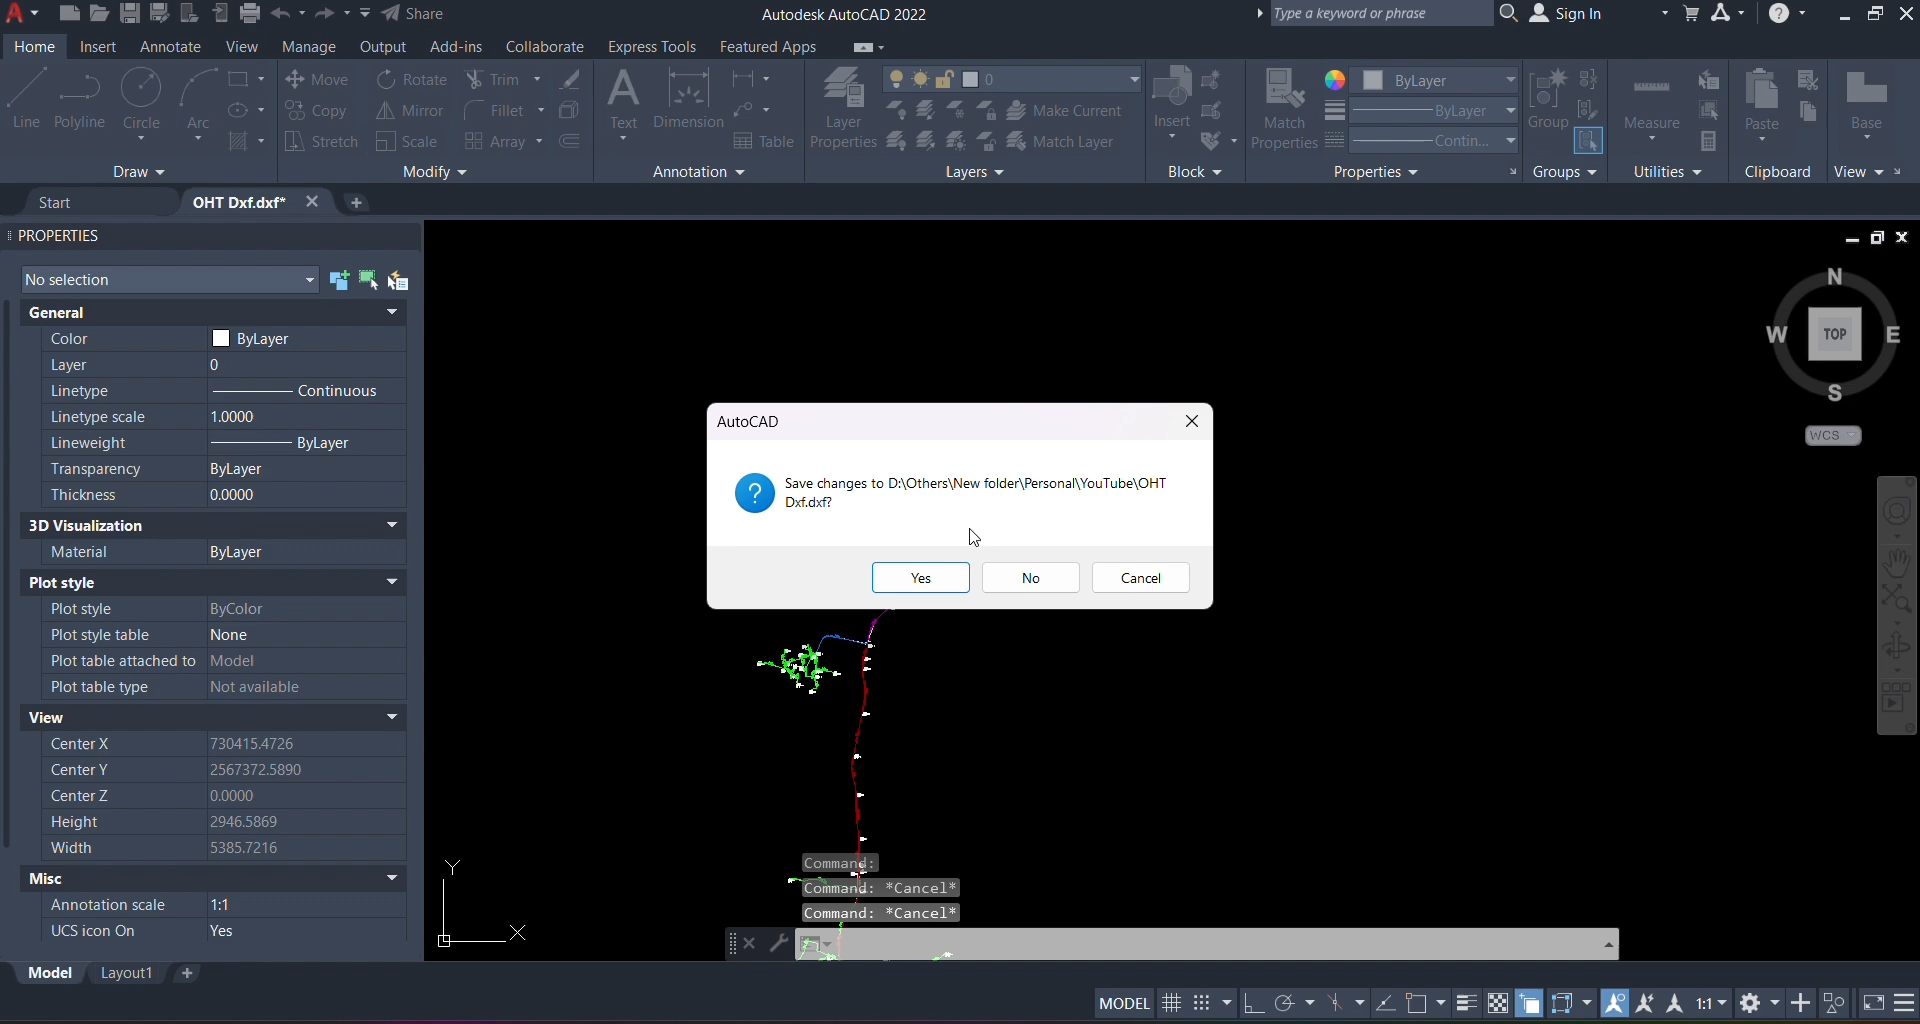 Share
Autodesk AutoCAD 2022
Type a keyword or phrase
Sign In
Home
Insert
Annotate
View
Manage
Output
Add-ins
Collaborate
Express Tools
Featured Apps
Line
Polyline
Circle
Arc
Draw
Move
Rotate
Trim
Copy
Mirror
Fillet
Stretch
Scale
Array
Modify
Text
Dimension
Table
Annotation
Layer
Properties
0
Make Current
Match Layer
Layers
Insert
Block
Match
Properties
ByLayer
ByLayer
Contin...
Properties
Group
Groups
Measure
Utilities
Paste
Clipboard
Base
View
Start
OHT Dxf.dxf*
PROPERTIES
No selection
General
Color ByLayer
Layer 0
Linetype Continuous
Linetype scale 1.0000
Lineweight ByLayer
Transparency ByLayer
Thickness 0.0000
3D Visualization
Material ByLayer
Plot style
Plot style ByColor
Plot style table None
Plot table attached to Model
Plot table type Not available
View
Center X 730415.4726
Center Y 2567372.5890
Center Z 0.0000
Height 2946.5869
Width 5385.7216
Misc
Annotation scale 1:1
UCS icon On Yes
N
W TOP E
S
WCS
AutoCAD
Save changes to D:\Others\New folder\Personal\YouTube\OHT
Dxf.dxf?
Yes
No
Cancel
Command:
Command: *Cancel*
Command: *Cancel*
Y
X
Model
Layout1
MODEL
1:1